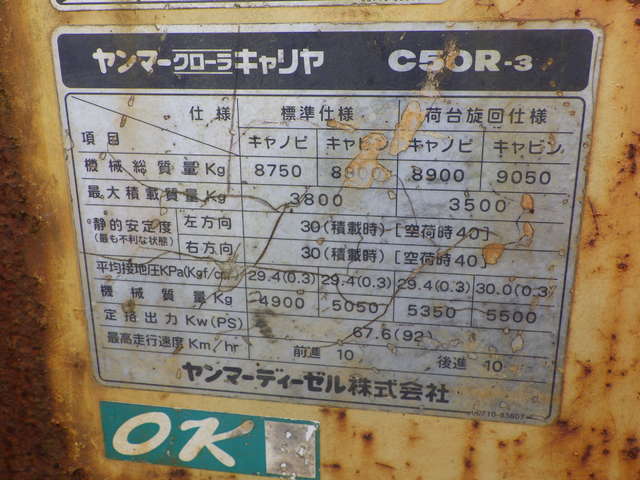 ヤンマークローラキャリヤ C50R-3
仕様 標準仕様 荷台旋回仕様
項目 キャノピ キャビン キャノピ キャビン
機械総質量Kg 8750 8900 8900 9050
最大積載質量Kg 3800 3500
静的安定度 左方向 30(積載時)-[空荷時40]
(最も不利な状態) 右方向 30(積載時)-[空荷時40]
平均接地圧KPa(Kgf/cm 29.4(0.3) 29.4(0.3) 29.4(0.3) 30.0(0.3)
機械質量Kg 4900 5050 5350 5500
定格出力Kw(PS) 67.6(92)
最高走行速度Km/hr 前進 10 後進 10
ヤンマーディーゼル株式会社
OK